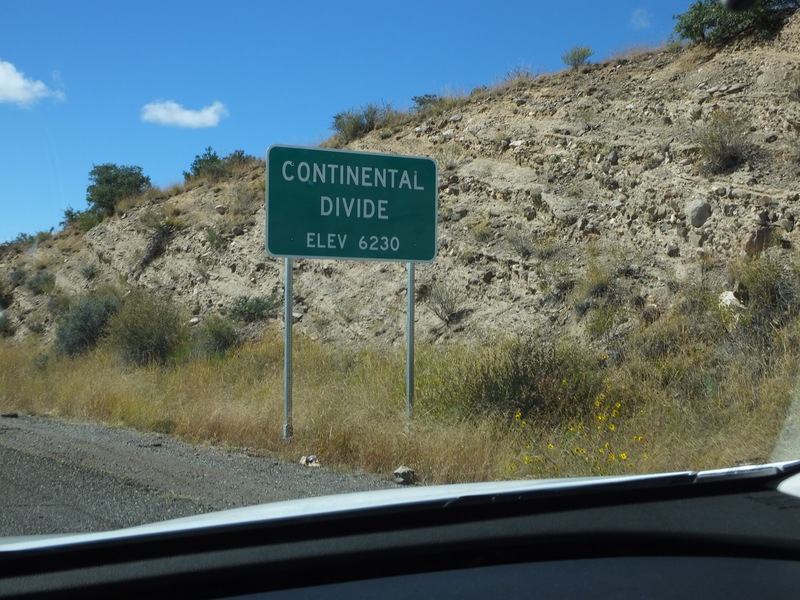 CONTINENTAL
DIVIDE
ELEV 6230